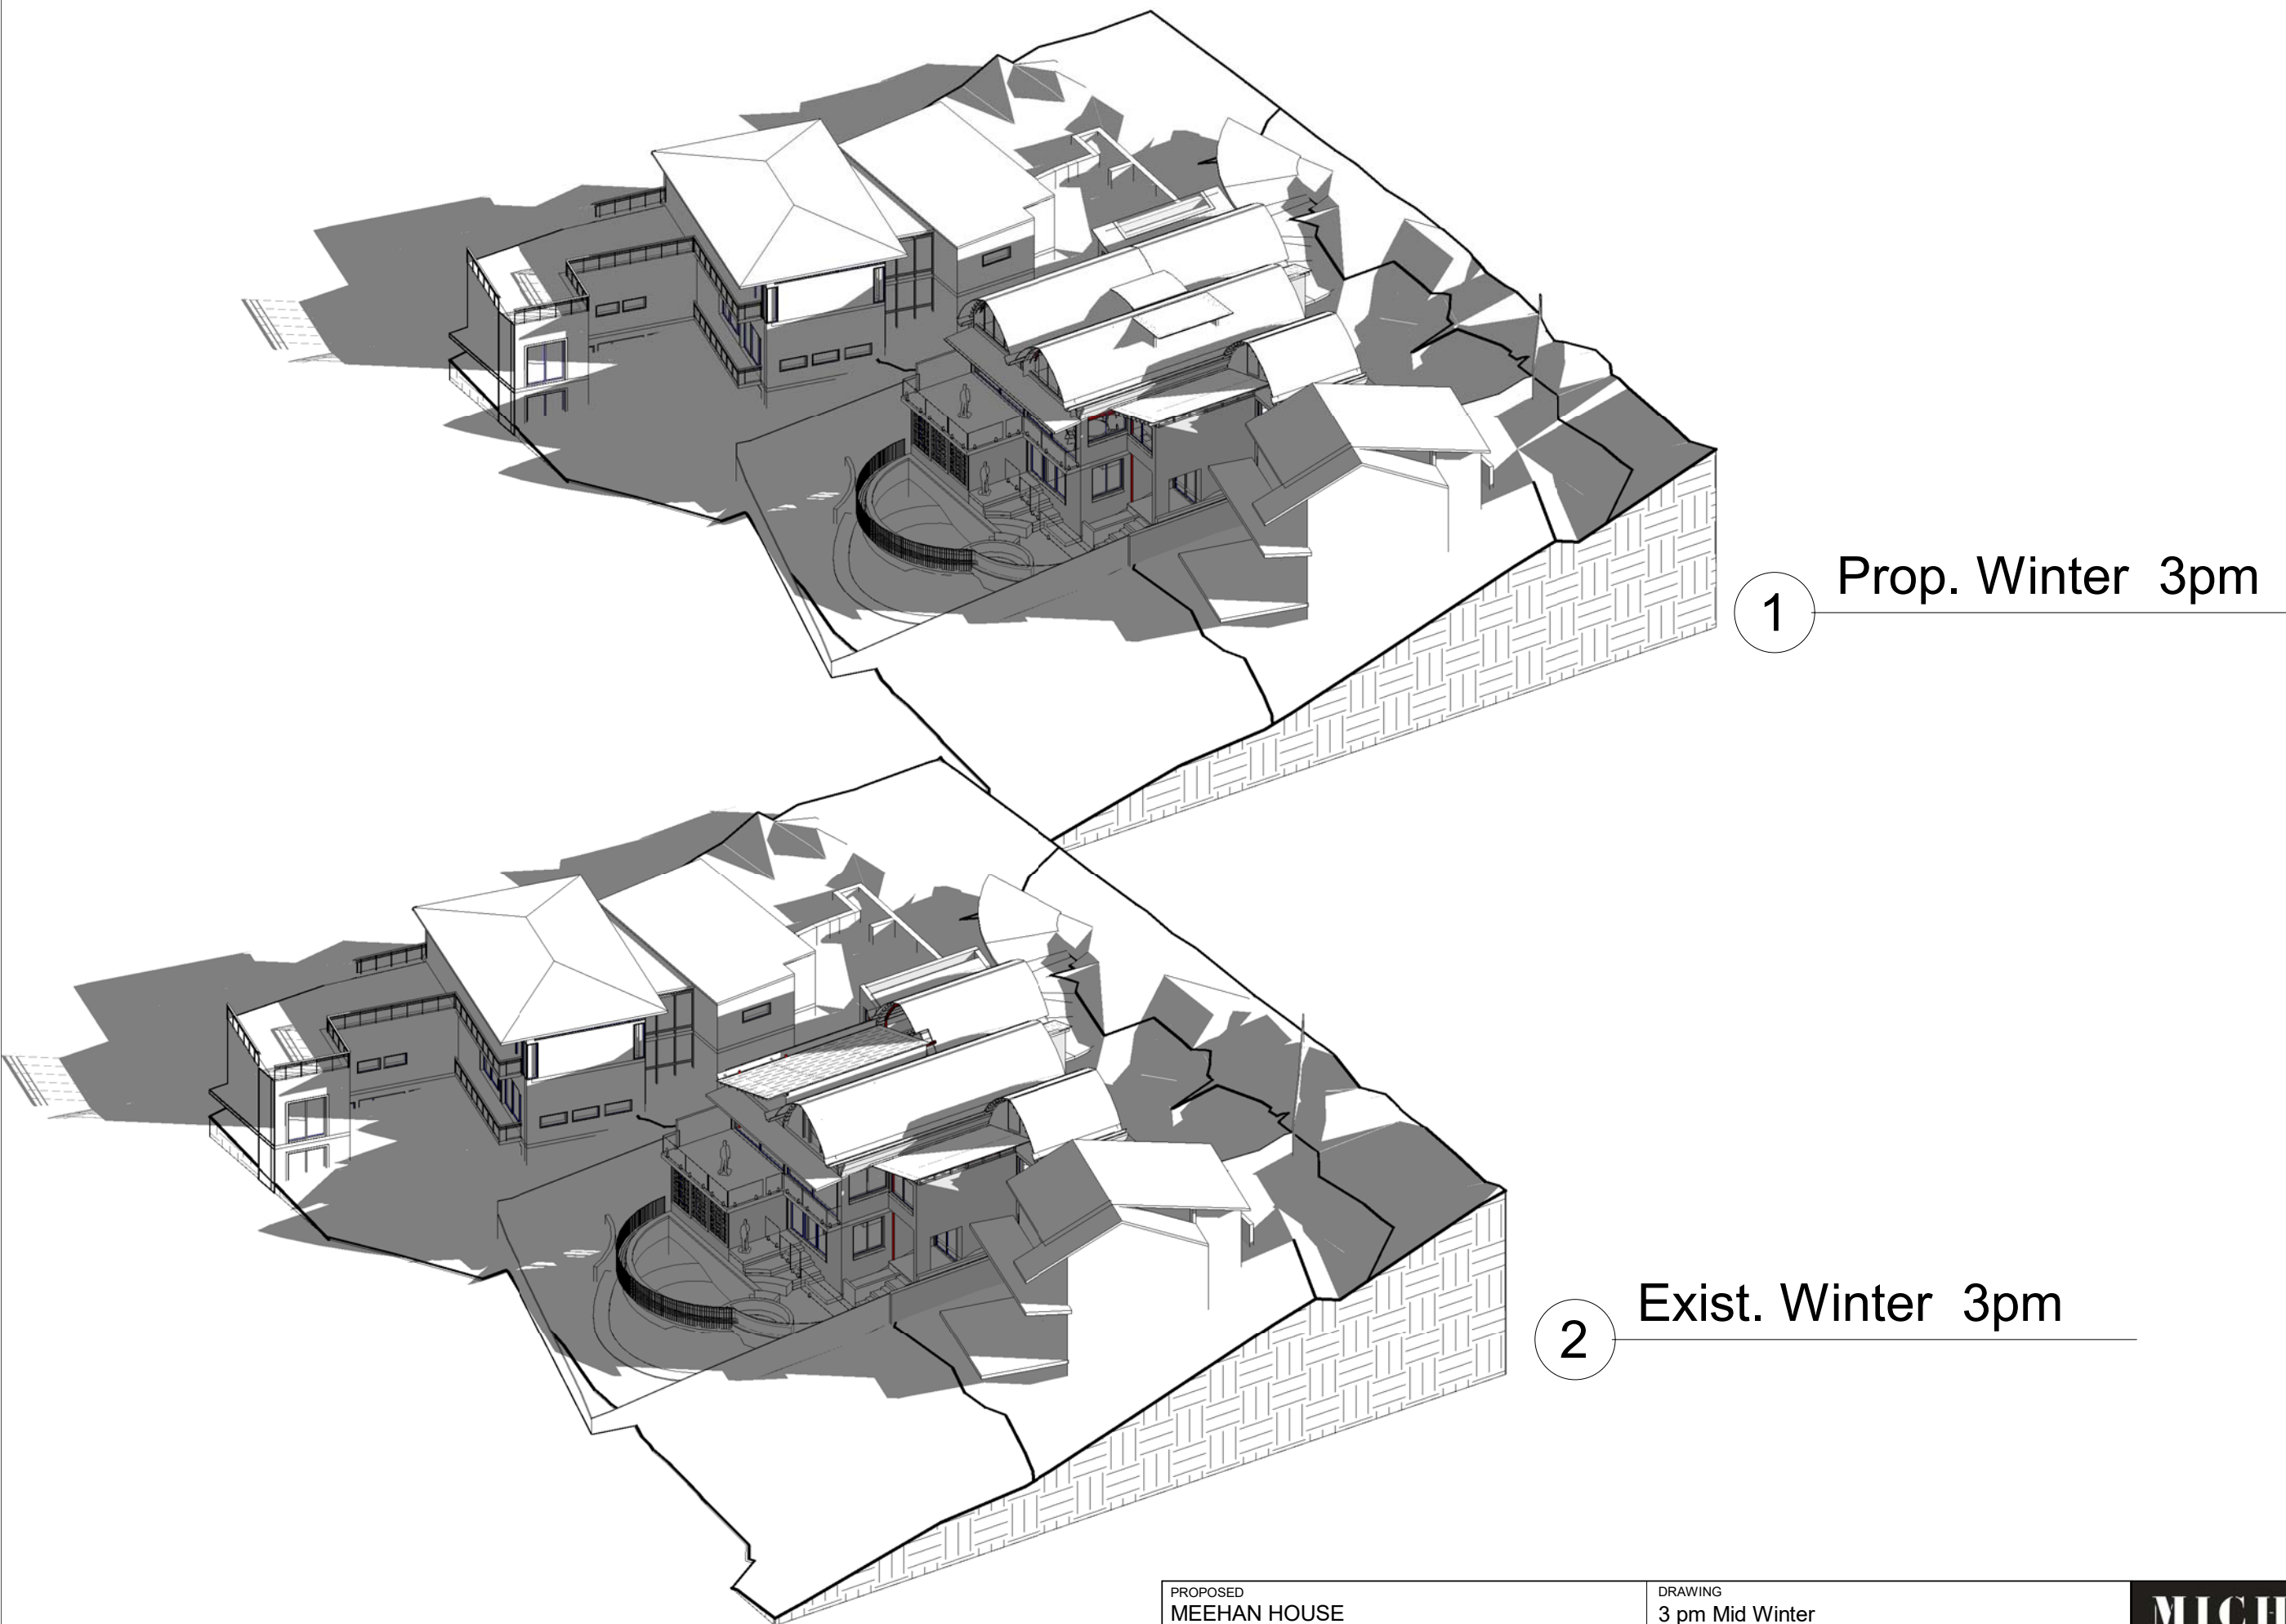 1
Prop. Winter 3pm
2
Exist. Winter 3pm
PROPOSED
MEEHAN HOUSE
DRAWING
3 pm Mid Winter